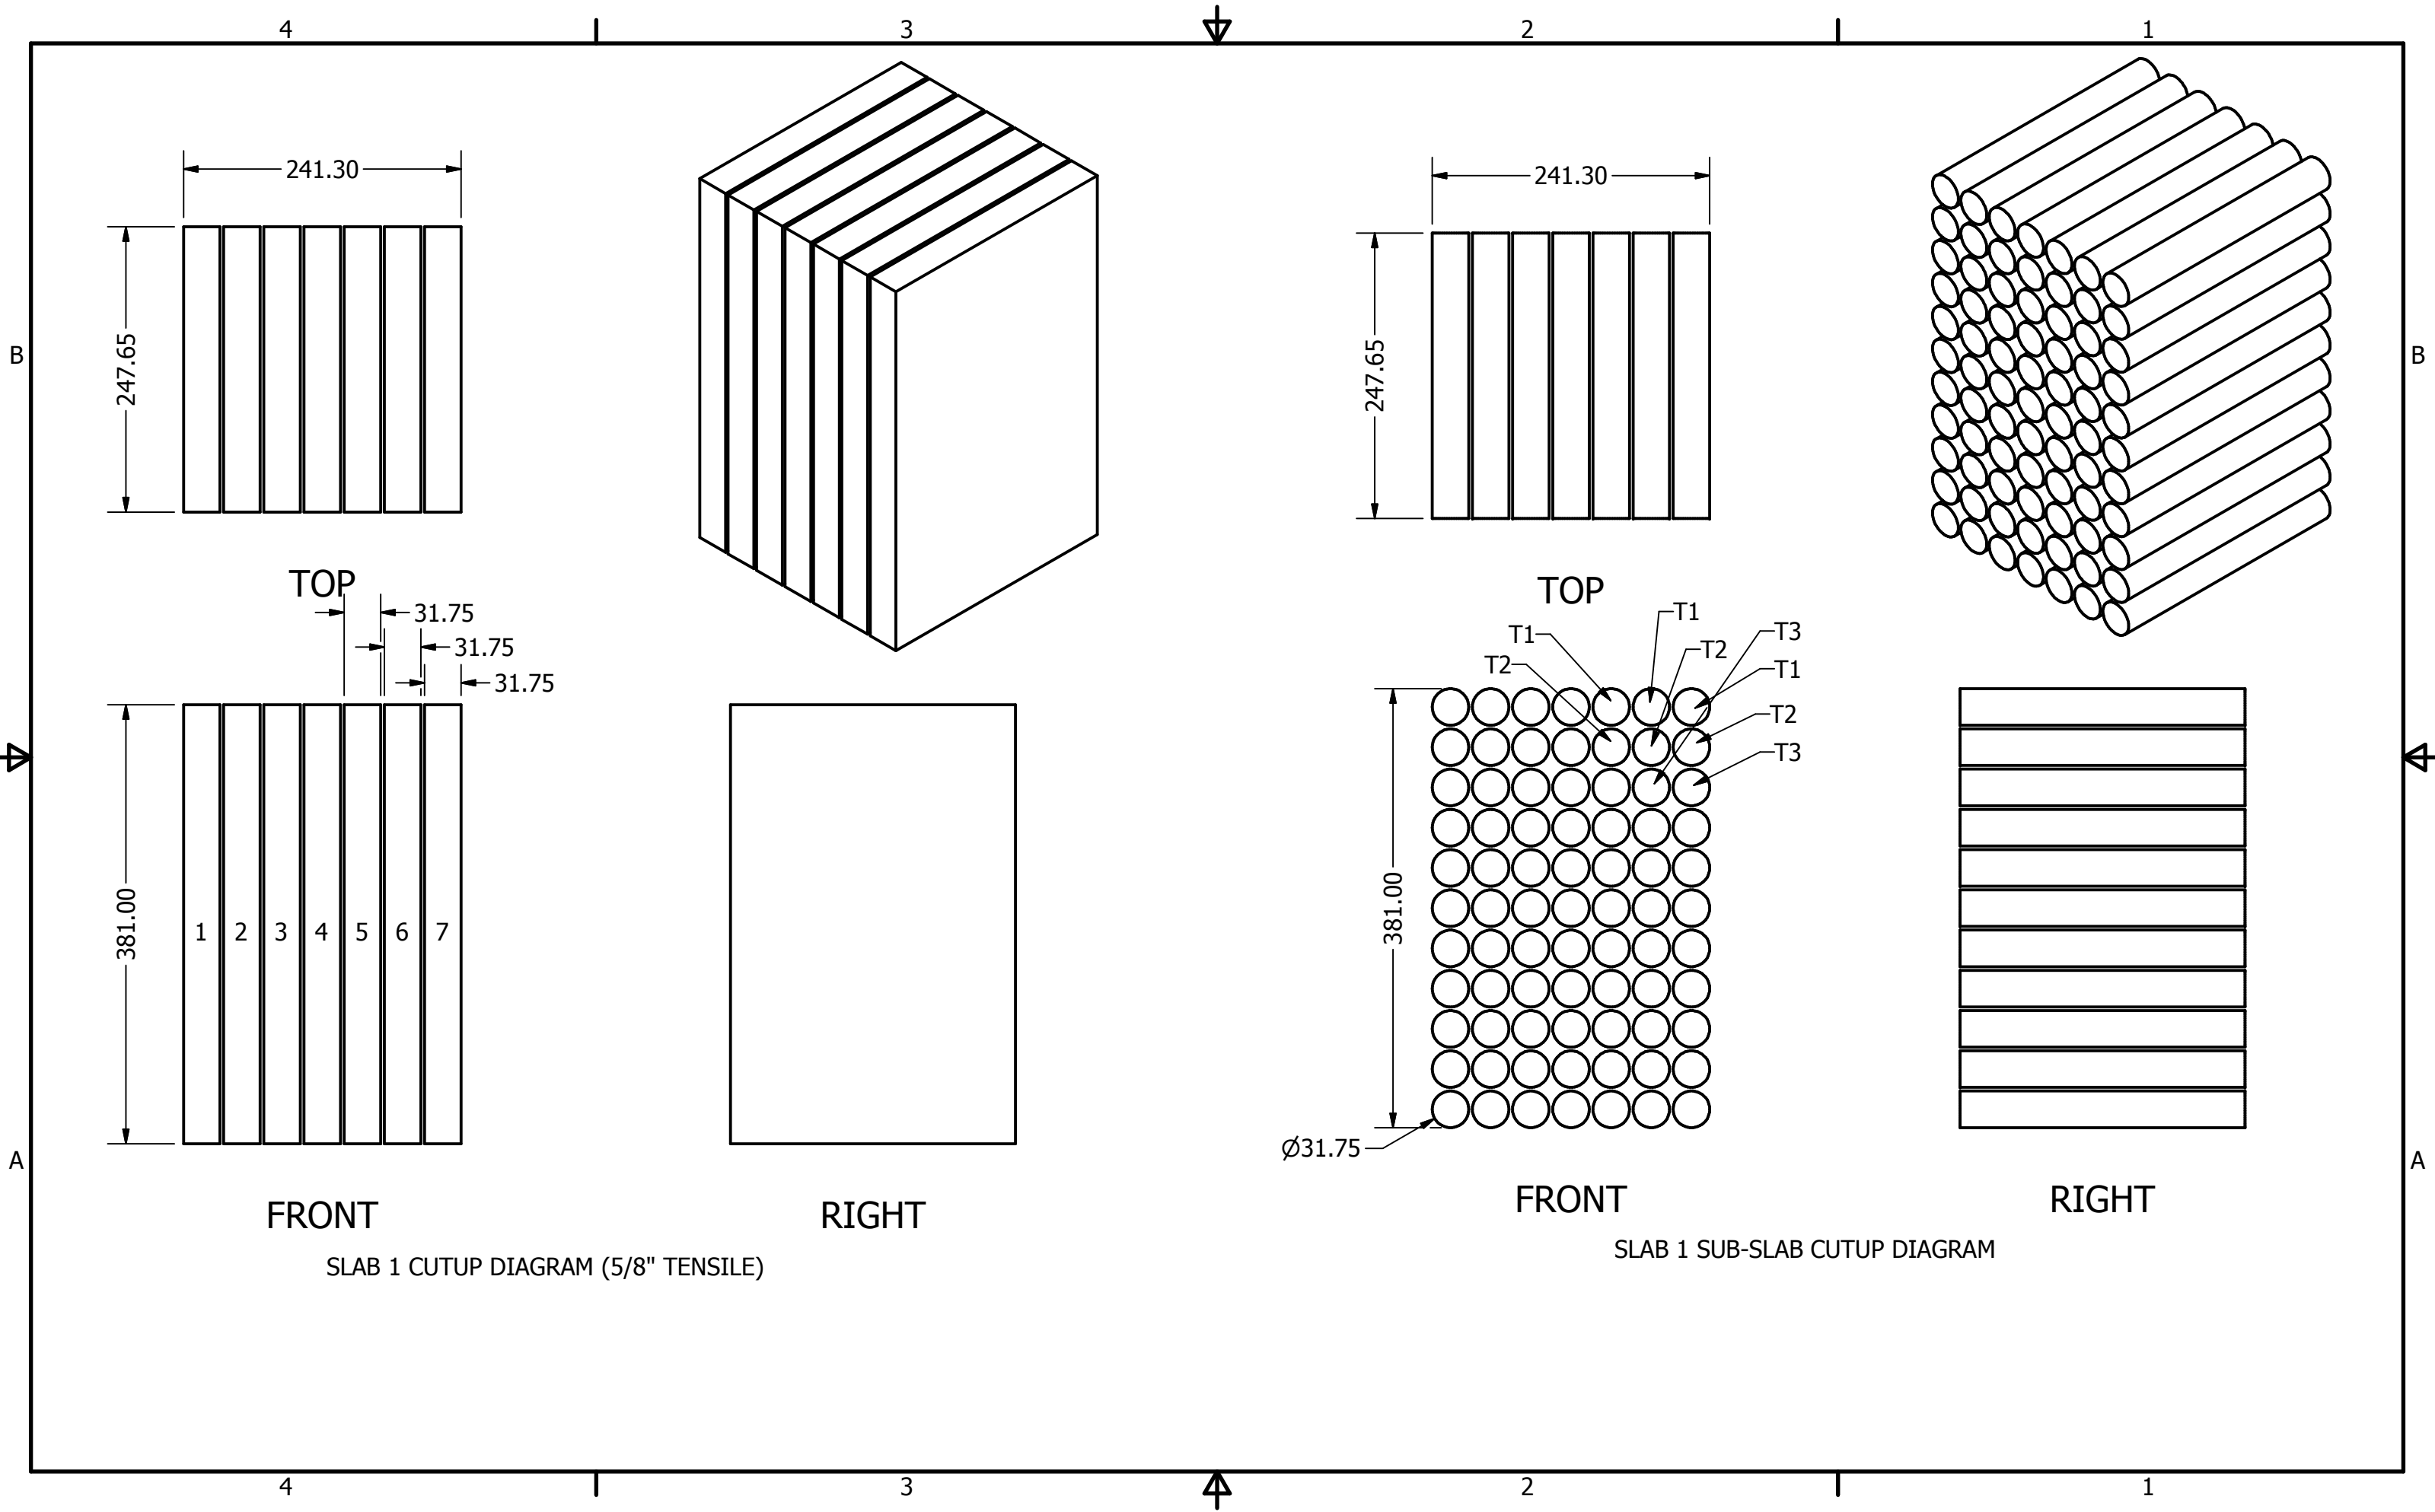 4 3 2 1
241.30
241.30
B
247.65
247.65
B
TOP
TOP
31.75
31.75
31.75
T1
T1
T3
T2
T2
T1
T2
T3
381.00
1 2 3 4 5 6 7
381.00
Ø31.75
A
A
FRONT
RIGHT
FRONT
RIGHT
SLAB 1 CUTUP DIAGRAM (5/8" TENSILE)
SLAB 1 SUB-SLAB CUTUP DIAGRAM
4 3 2 1